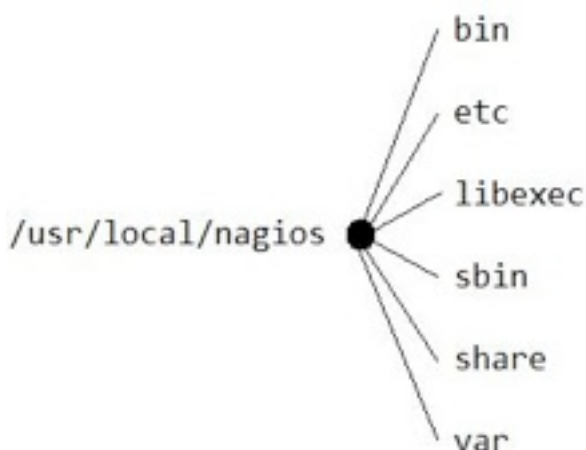 bin
etc
libexec
/usr/local/nagios
sbin
share
var